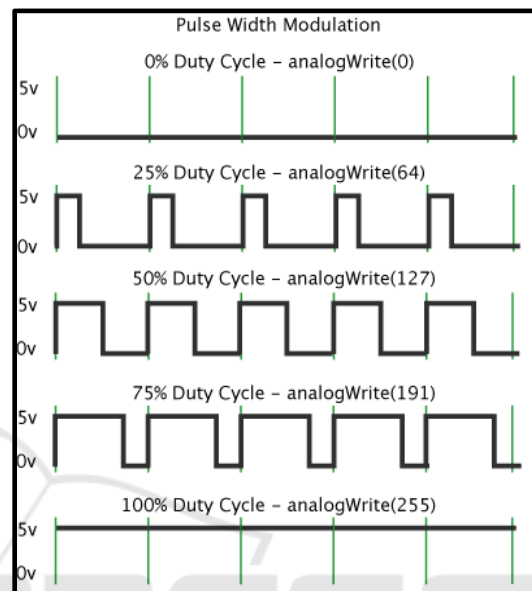 Pulse Width Modulation
0% Duty Cycle – analogWrite(0)
5v
0v
25% Duty Cycle – analogWrite(64)
5v
0v
50% Duty Cycle – analogWrite(127)
5v
0v
75% Duty Cycle – analogWrite(191)
5v
0v
100% Duty Cycle – analogWrite(255)
5v
0v